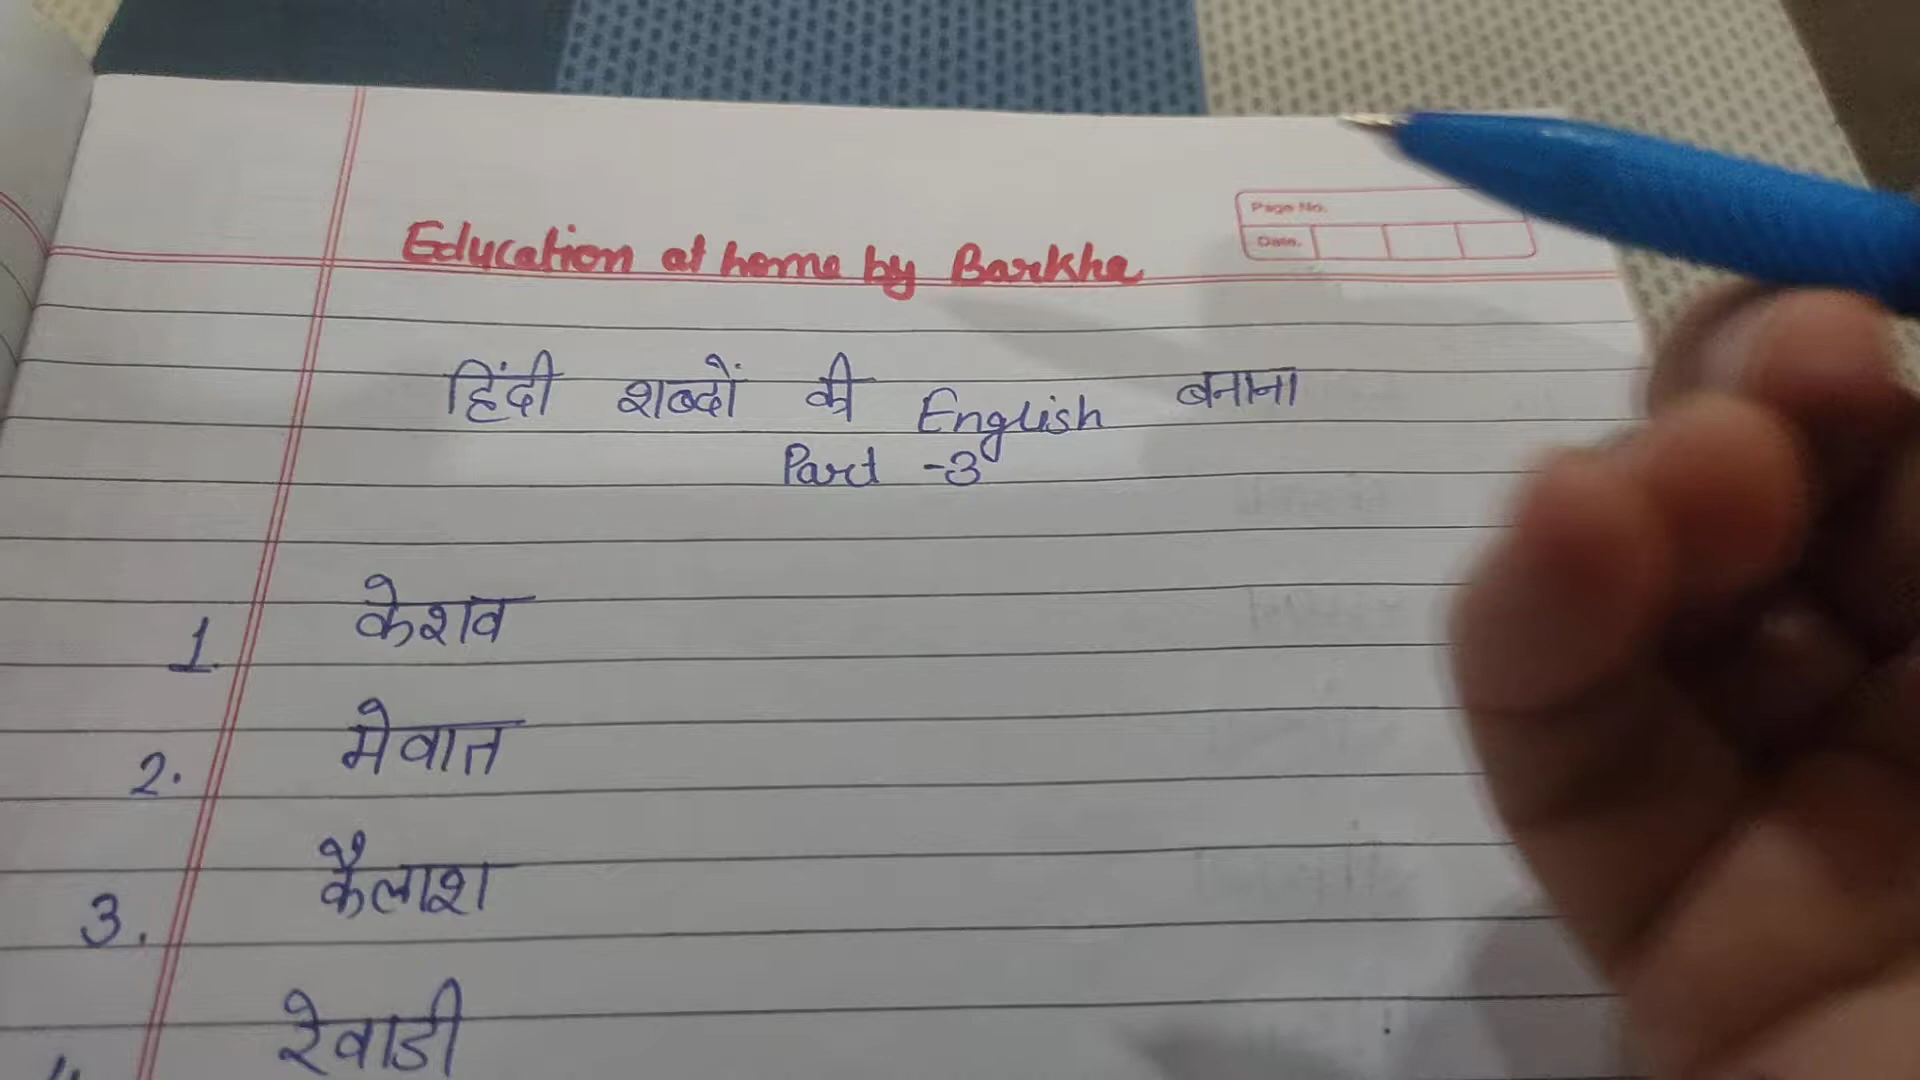 Page No.
Date.
Education at home by Barkha
हिंदी शब्दों की English बनाना
Part -3
1. केशव
2. मेवात
3. कैलाश
रेवाडी